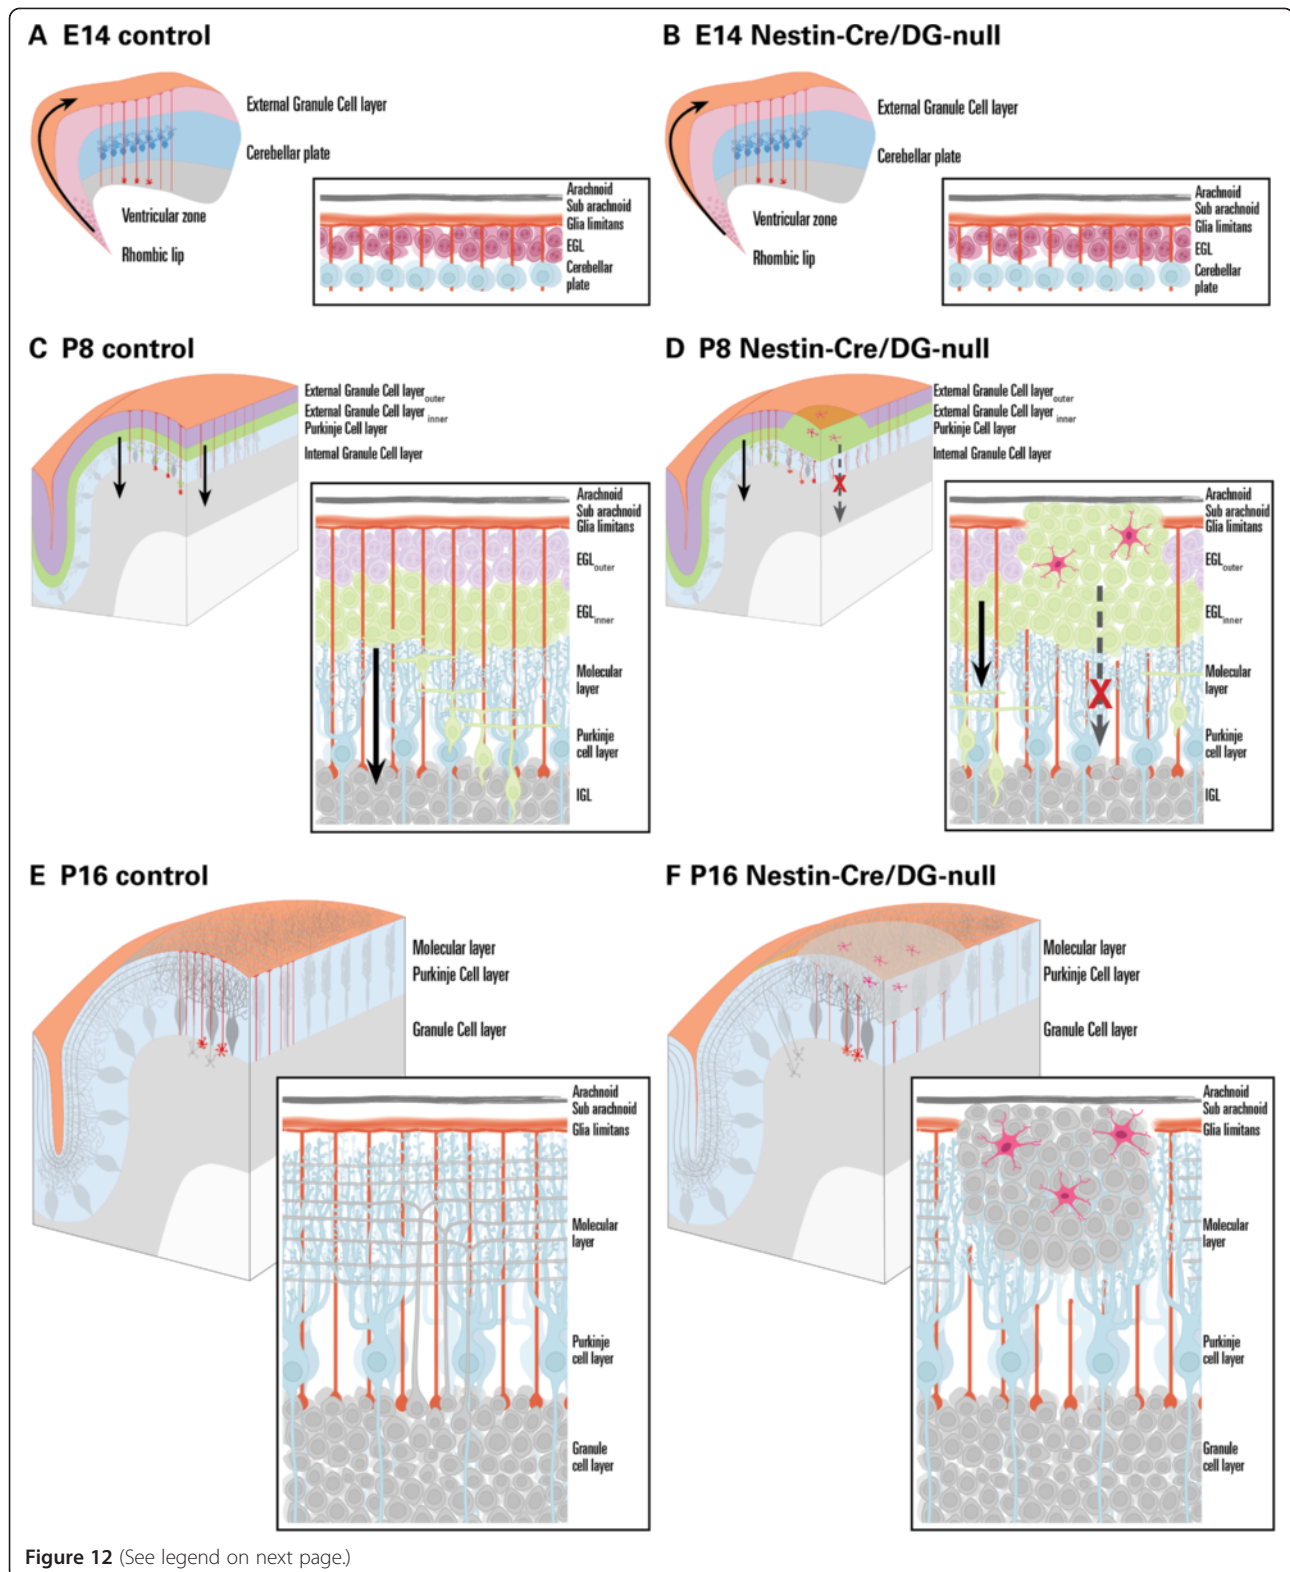 A E14 control
External Granule Cell layer
Cerebellar plate
Ventricular zone
Rhombic lip
Arachnoid
Sub arachnoid
Glia limitans
EGL
Cerebellar
plate
B E14 Nestin-Cre/DG-null
External Granule Cell layer
Cerebellar plate
Ventricular zone
Rhombic lip
Arachnoid
Sub arachnoid
Glia limitans
EGL
Cerebellar
plate
C P8 control
External Granule Cell layer outer
External Granule Cell layer inner
Purkinje Cell layer
Internal Granule Cell layer
Arachnoid
Sub arachnoid
Glia limitans
EGL outer
EGL inner
Molecular
layer
Purkinje
cell layer
IGL
D P8 Nestin-Cre/DG-null
External Granule Cell layer outer
External Granule Cell layer inner
Purkinje Cell layer
Internal Granule Cell layer
X
Arachnoid
Sub arachnoid
Glia limitans
EGL outer
EGL inner
Molecular
layer
X
Purkinje
cell layer
IGL
E P16 control
Molecular layer
Purkinje Cell layer
Granule Cell layer
Arachnoid
Sub arachnoid
Glia limitans
Molecular
layer
Purkinje
cell layer
Granule
cell layer
F P16 Nestin-Cre/DG-null
Molecular layer
Purkinje Cell layer
Granule Cell layer
Arachnoid
Sub arachnoid
Glia limitans
Molecular
layer
Purkinje
cell layer
Granule
cell layer
Figure 12 (See legend on next page.)